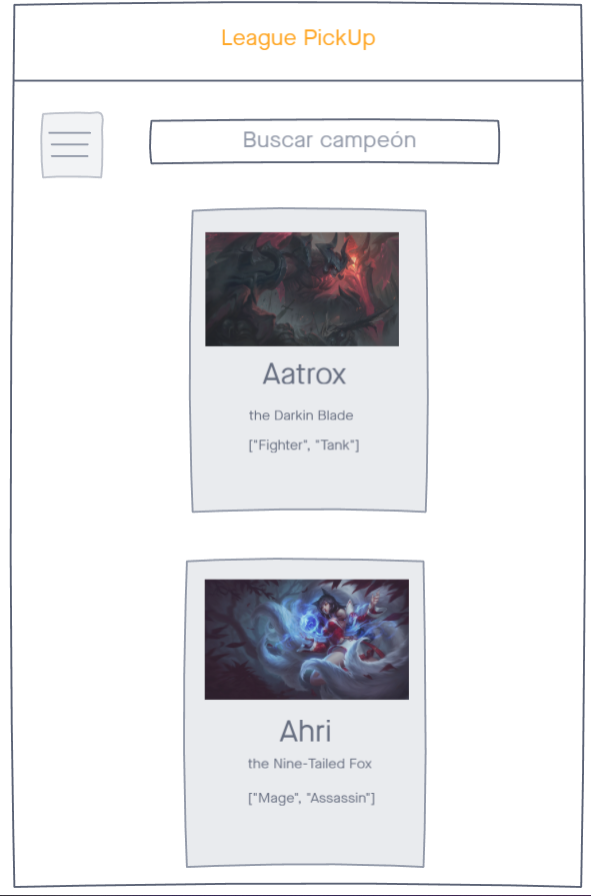 League PickUp
Buscar campeón
Aatrox
the Darkin Blade
["Fighter", "Tank"]
Ahri
the Nine-Tailed Fox
["Mage", "Assassin"]